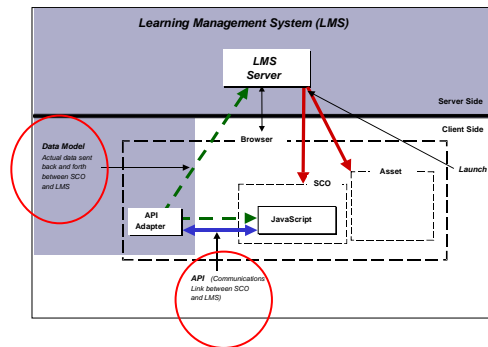 Learning Management System (LMS)
LMS
Server
Server Side
Client Side
Data Model
Actual data sent
back and forth
between SCO
and LMS
Browser
Launch
SCO
Asset
API
Adapter
JavaScript
API (Communications
Link between SCO
and LMS)